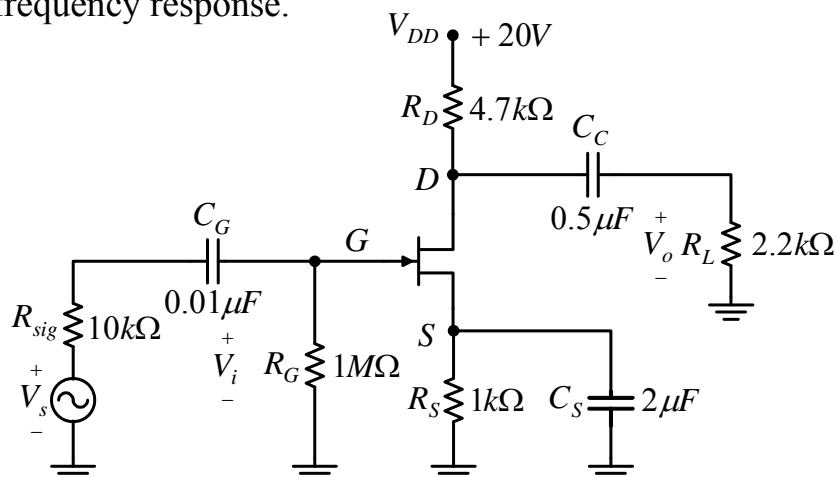 frequency response.
V_DD + 20V
R_D 4.7kΩ
C_C
D
0.5μF
+
V_o
–
R_L 2.2kΩ
C_G
G
0.01μF
R_sig 10kΩ
+
V_i
–
R_G 1MΩ
S
+
V_s
–
R_S 1kΩ
C_S 2μF